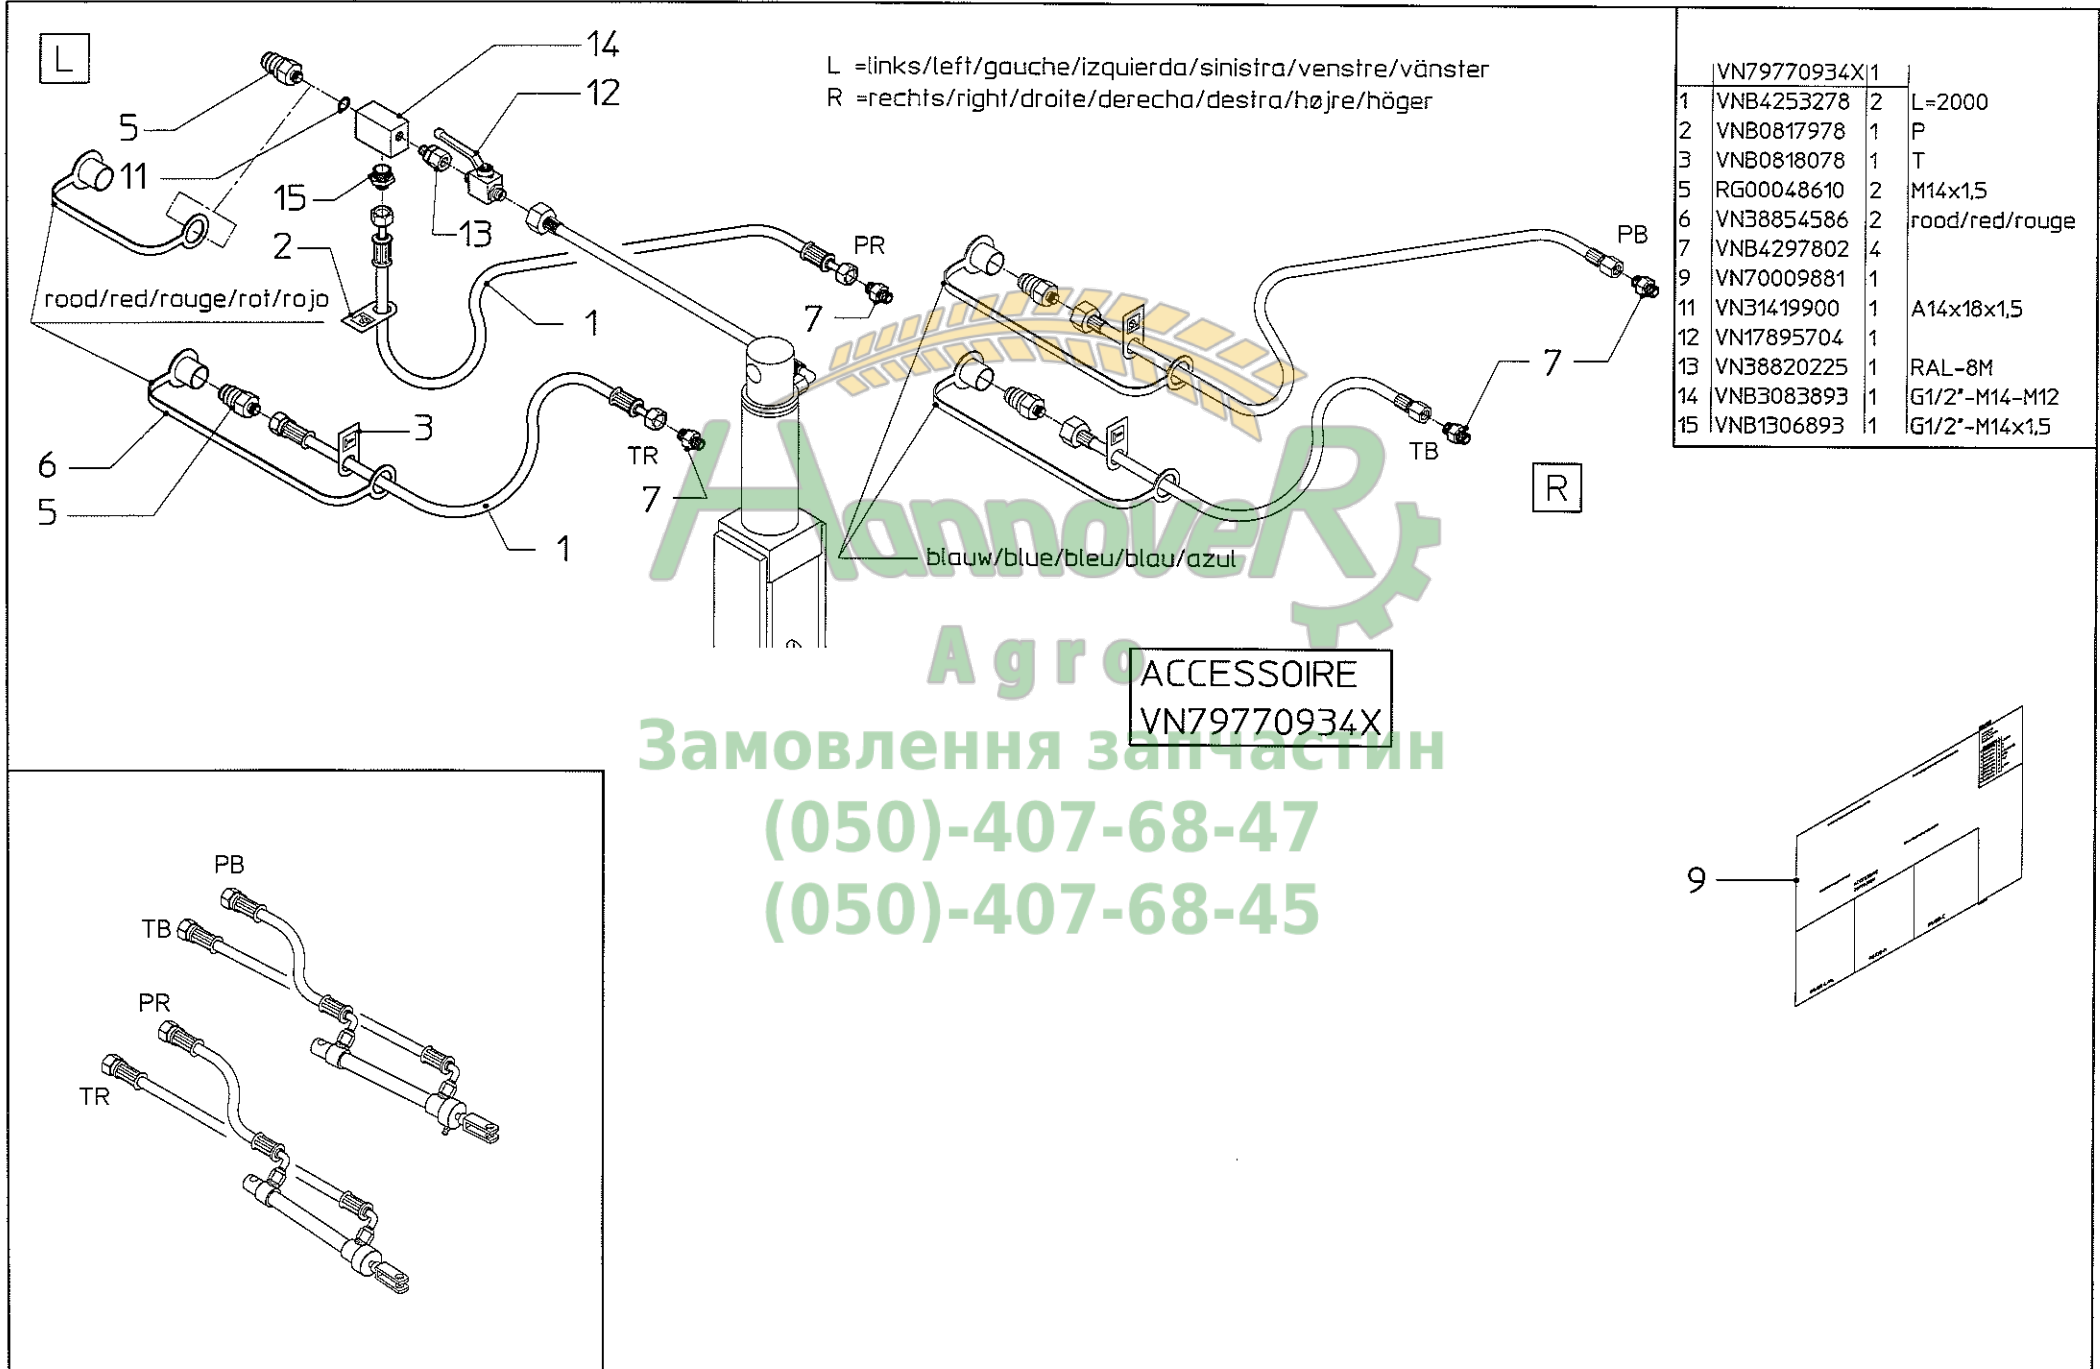 L
L =links/left/gauche/izquierda/sinistra/venstre/vänster
R =rechts/right/droite/derecha/destra/højre/höger
VN79770934X 1
1 VNB4253278 2 L=2000
2 VNB0817978 1 P
3 VNB0818078 1 T
5 RG00048610 2 M14x1,5
6 VN38854586 2 rood/red/rouge
7 VNB4297802 4
9 VN70009881 1
11 VN31419900 1 A14x18x1,5
12 VN17895704 1
13 VN38820225 1 RAL-8M
14 VNB3083893 1 G1/2"-M14-M12
15 VNB1306893 1 G1/2"-M14x1,5
14
12
5
11
15
13
2
PR
PB
rood/red/rouge/rot/rojo
1
7
7
3
TR
TB
6
7
5
R
1
blauw/blue/bleu/blau/azul
HannoveR
Agro
ACCESSOIRE
VN79770934X
Замовлення запчастин
(050)-407-68-47
(050)-407-68-45
9
PB
TB
PR
TR